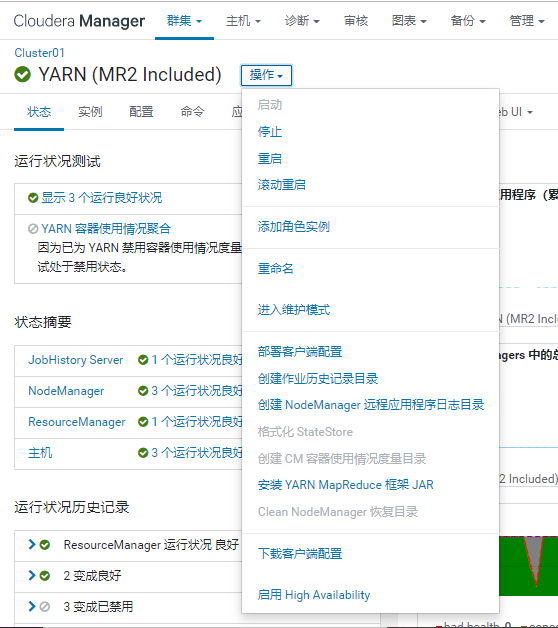 Cloudera Manager 群集 主机 诊断 审核 图表 备份 管理
Cluster01
YARN (MR2 Included) 操作
状态 实例 配置 命令 eb UI
启动
停止
重启
滚动重启
添加角色实例
重命名
进入维护模式
部署客户端配置
创建作业历史记录目录
创建 NodeManager 远程应用程序日志目录
格式化 StateStore
创建 CM 容器使用情况度量目录
安装 YARN MapReduce 框架 JAR
Clean NodeManager 恢复目录
下载客户端配置
启用 High Availability
运行状况测试
显示 3 个运行良好状况
YARN 容器使用情况聚合
因为已为 YARN 禁用容器使用情况度量
试处于禁用状态。
状态摘要
JobHistory Server 1 个运行状况良好
NodeManager 3 个运行状况良好
ResourceManager 1 个运行状况良好
主机 3 个运行状况良好
运行状况历史记录
ResourceManager 运行状况 良好
2 变成良好
3 变成已禁用
用程序（累
N (MR2 Incl
nagers 中的总
Included)
bad health 0